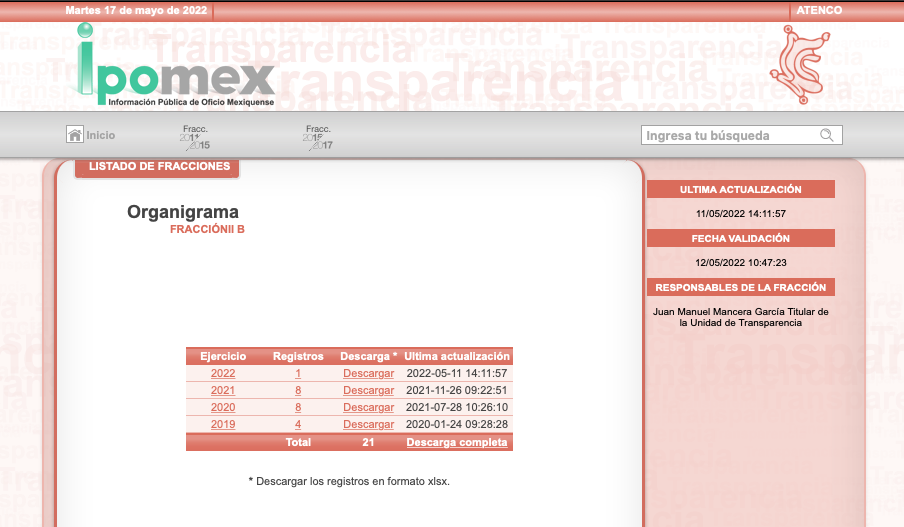 Martes 17 de mayo de 2022
ATENCO
ipomex
Información Pública de Oficio Mexiquense
Inicio
Fracc.
2015
Fracc.
2017
Ingresa tu búsqueda
LISTADO DE FRACCIONES
Organigrama
FRACCIÓNII B
ULTIMA ACTUALIZACIÓN
11/05/2022 14:11:57
FECHA VALIDACIÓN
12/05/2022 10:47:23
RESPONSABLES DE LA FRACCIÓN
Juan Manuel Mancera García Titular de
la Unidad de Transparencia
Ejercicio Registros Descarga * Ultima actualización
2022 1 Descargar 2022-05-11 14:11:57
2021 8 Descargar 2021-11-26 09:22:51
2020 8 Descargar 2021-07-28 10:26:10
2019 4 Descargar 2020-01-24 09:28:28
Total 21 Descarga completa
* Descargar los registros en formato xlsx.